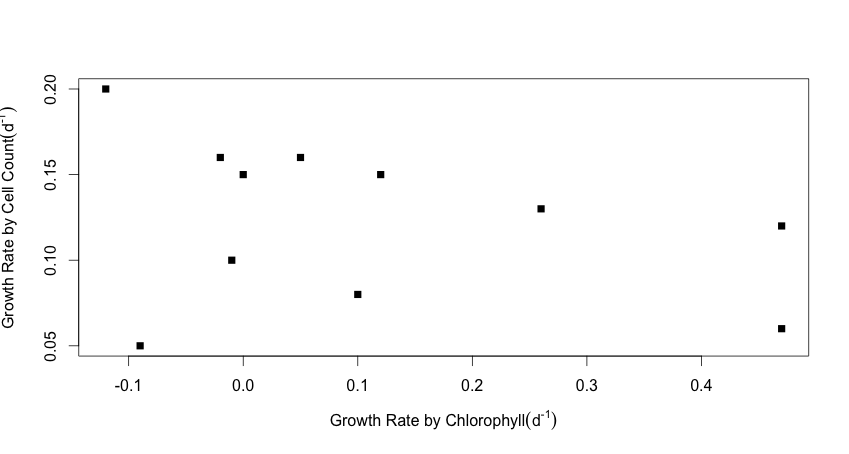 0.20
0.15
0.10
0.05
Growth Rate by Cell Count(d⁻¹)
-0.1 0.0 0.1 0.2 0.3 0.4
Growth Rate by Chlorophyll(d⁻¹)